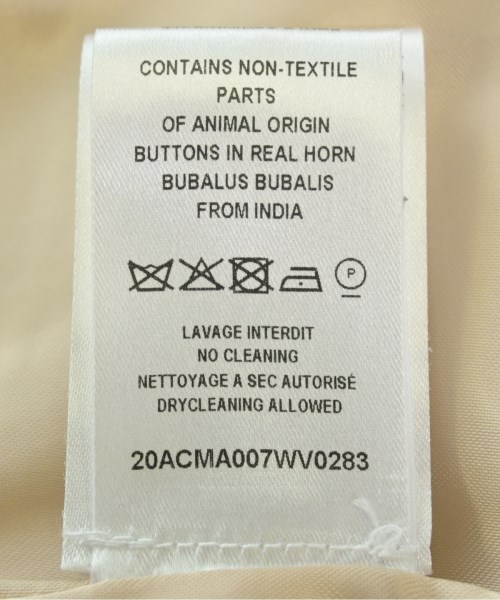 CONTAINS NON-TEXTILE
PARTS
OF ANIMAL ORIGIN
BUTTONS IN REAL HORN
BUBALUS BUBALIS
FROM INDIA
P
LAVAGE INTERDIT
NO CLEANING
NETTOYAGE A SEC AUTORISÉ
DRYCLEANING ALLOWED
20ACMA007WV0283